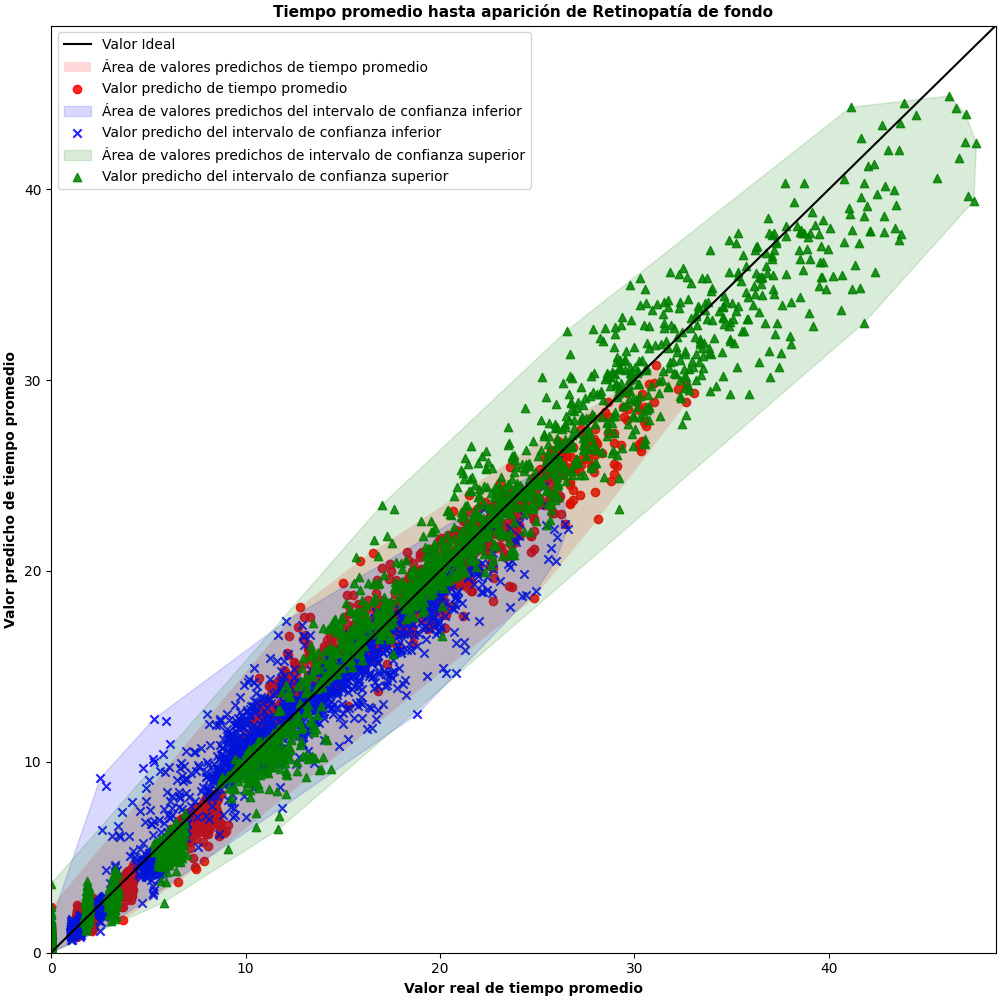 Tiempo promedio hasta aparición de Retinopatía de fondo
Valor Ideal
Área de valores predichos de tiempo promedio
Valor predicho de tiempo promedio
Área de valores predichos del intervalo de confianza inferior
Valor predicho del intervalo de confianza inferior
Área de valores predichos de intervalo de confianza superior
Valor predicho del intervalo de confianza superior
Valor predicho de tiempo promedio
40
30
20
10
0
0 10 20 30 40
Valor real de tiempo promedio